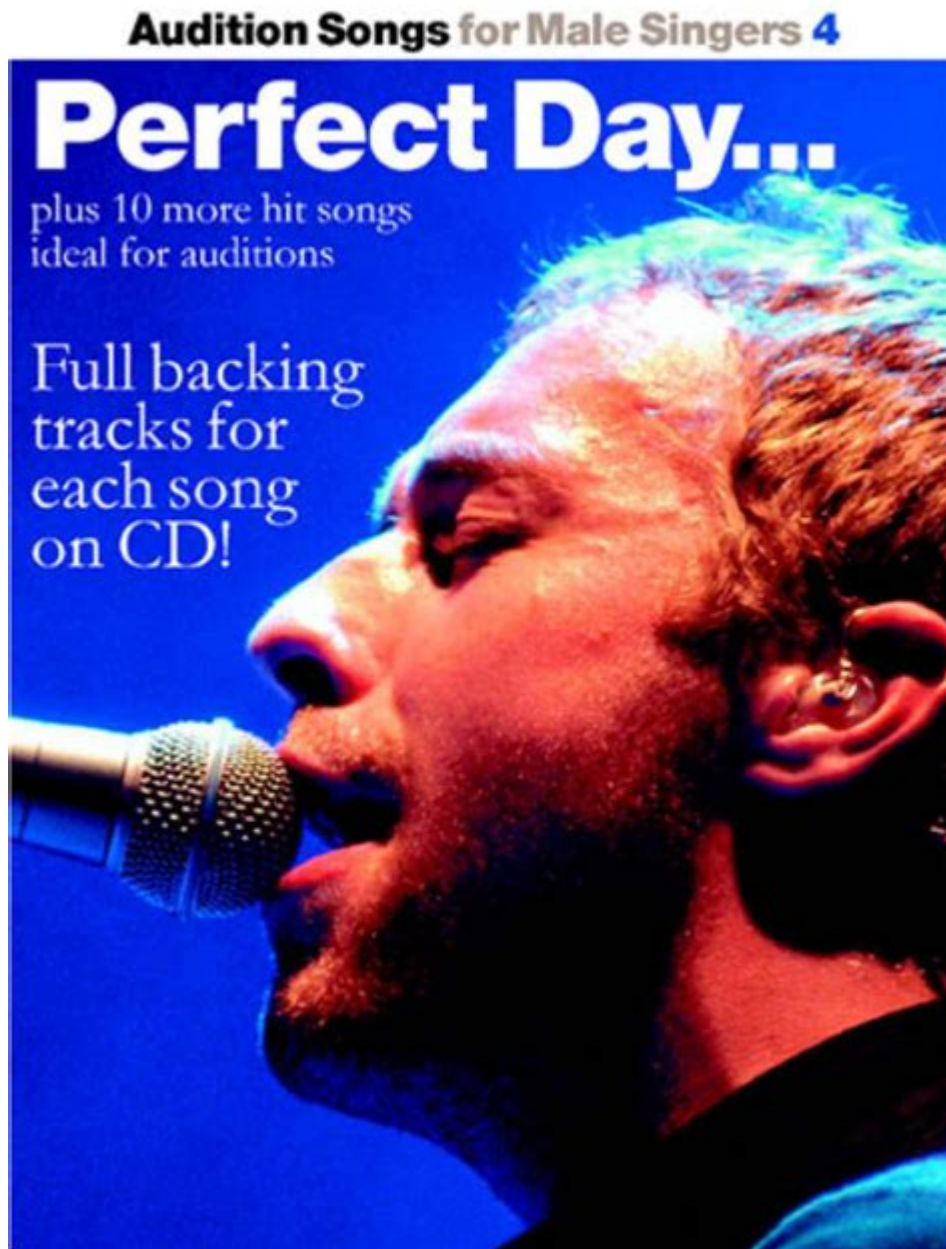 Audition Songs for Male Singers 4
Perfect Day...
plus 10 more hit songs
ideal for auditions
Full backing
tracks for
each song
on CD!